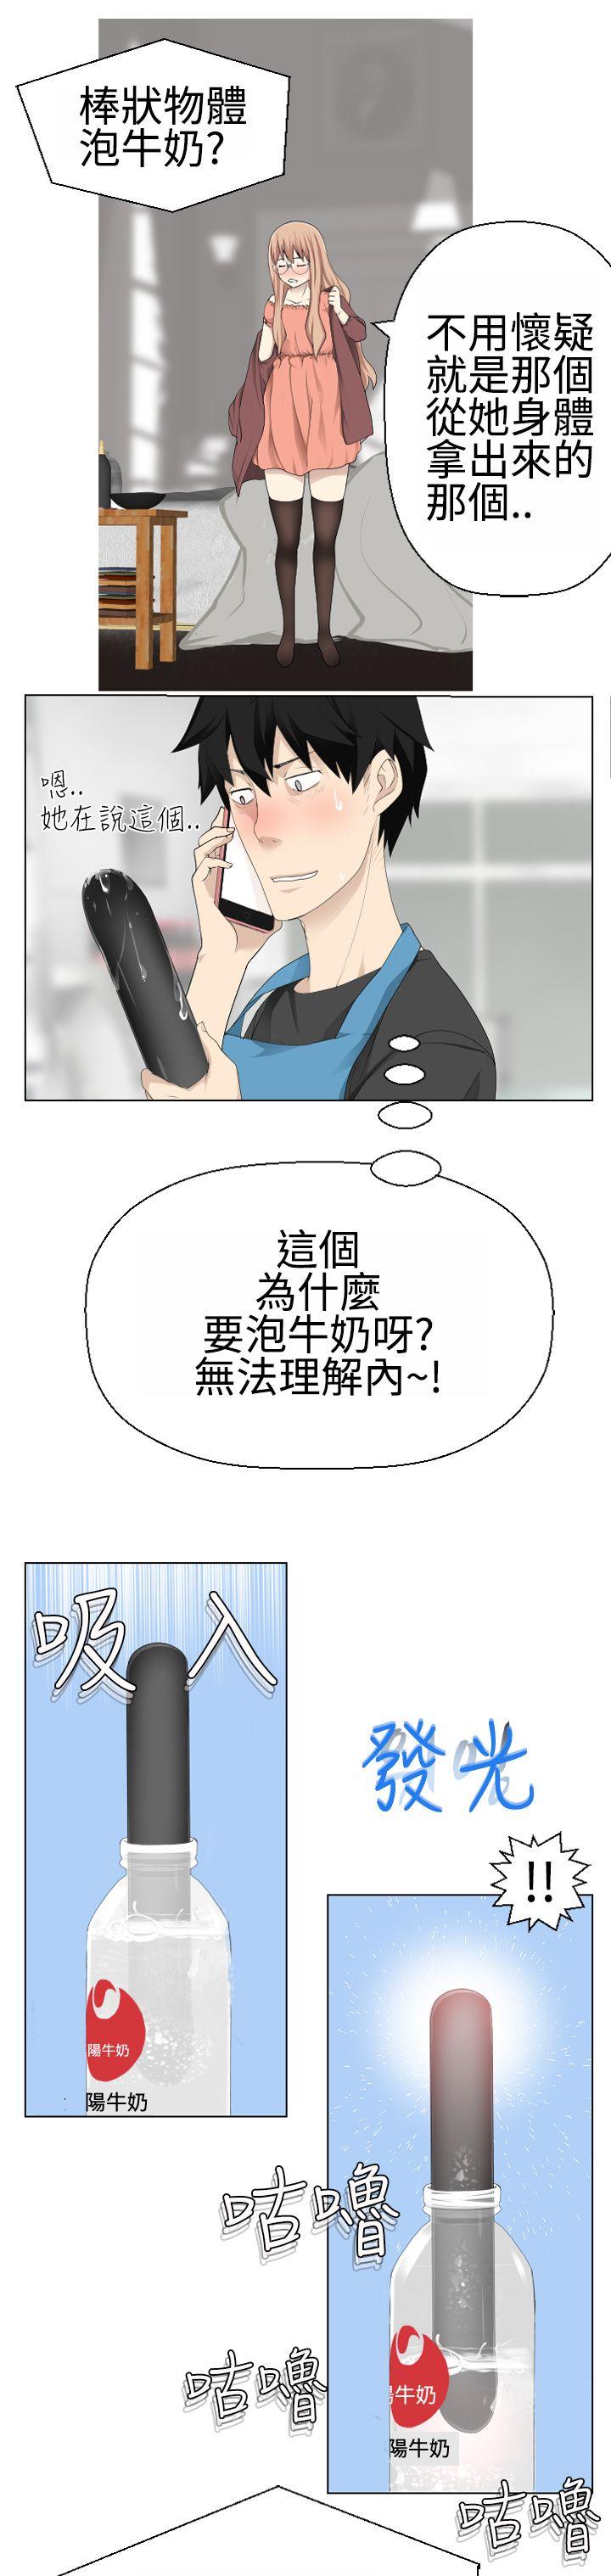 棒狀物體
泡牛奶?
不用懷疑
就是那個
從她身體
拿出來的
那個..
嗯..
她在說這個..
這個
為什麼
要泡牛奶呀?
無法理解內~!
吸入
發光
!!
陽牛奶
陽牛奶
咕嚕
咕嚕
陽牛奶
陽牛奶
咕嚕